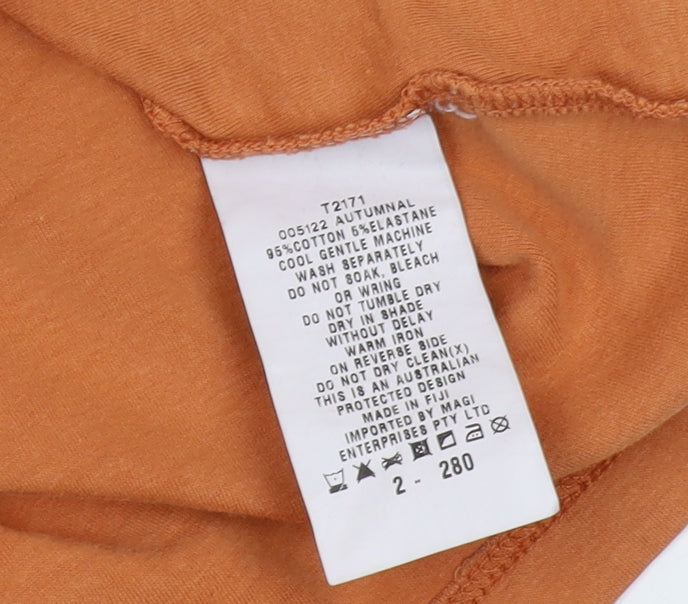 T2171
005122 AUTUMNAL
95%COTTON 5%ELASTANE
COOL GENTLE MACHINE
WASH SEPARATELY
DO NOT SOAK, BLEACH
OR WRING
DO NOT TUMBLE DRY
DRY IN SHADE
WITHOUT DELAY
WARM IRON
ON REVERSE SIDE
DO NOT DRY CLEAN(X)
THIS IS AN AUSTRALIAN
PROTECTED DESIGN
MADE IN FIJI
IMPORTED BY MAGI
ENTERPRISES PTY LTD
2 - 280